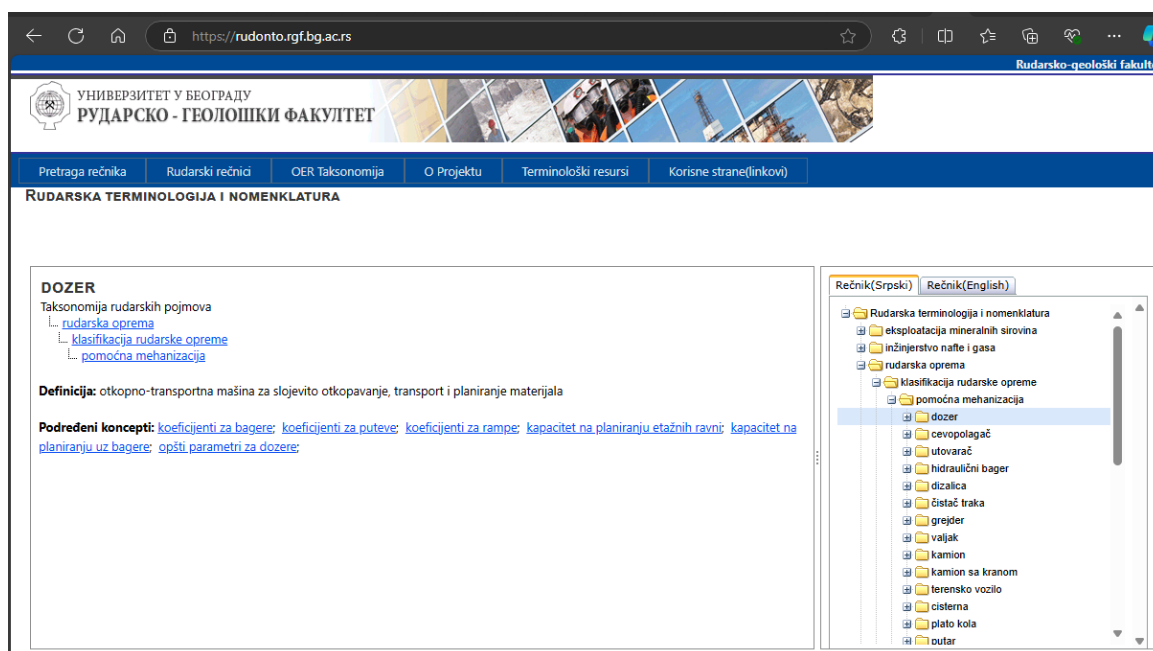 https://rudonto.rgf.bg.ac.rs
Rudarsko-geološki fakult
УНИВЕРЗИТЕТ У БЕОГРАДУ
РУДАРСКО - ГЕОЛОШКИ ФАКУЛТЕТ
Pretraga rečnika Rudarski rečnici OER Taksonomija O Projektu Terminološki resursi Korisne strane(linkovi)
RUDARSKA TERMINOLOGIJA I NOMENKLATURA
DOZER
Taksonomija rudarskih pojmova
rudarska oprema
klasifikacija rudarske opreme
pomoćna mehanizacija
Definicija: otkopno-transportna mašina za slojevito otkopavanje, transport i planiranje materijala
Podređeni koncepti: koeficijenti za bagere; koeficijenti za puteve; koeficijenti za rampe; kapacitet na planiranju etažnih ravni; kapacitet na
planiranju uz bagere; opšti parametri za dozere;
Rečnik(Srpski) Rečnik(English)
Rudarska terminologija i nomenklatura
eksploatacija mineralnih sirovina
inžinjerstvo nafte i gasa
rudarska oprema
klasifikacija rudarske opreme
pomoćna mehanizacija
dozer
cevopolagač
utovarač
hidraulični bager
dizalica
čistač traka
grejder
valjak
kamion
kamion sa kranom
terensko vozilo
cisterna
plato kola
putar